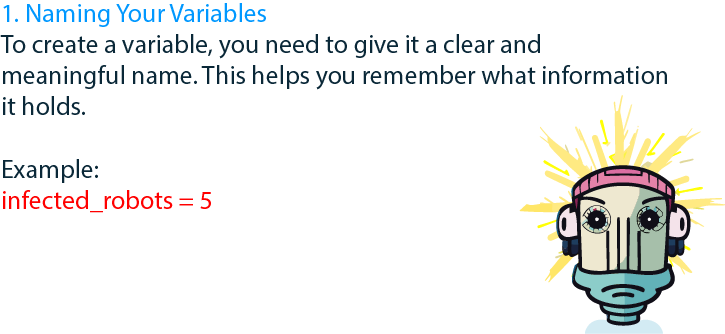 1. Naming Your Variables
To create a variable, you need to give it a clear and
meaningful name. This helps you remember what information
it holds.
Example:
infected_robots = 5